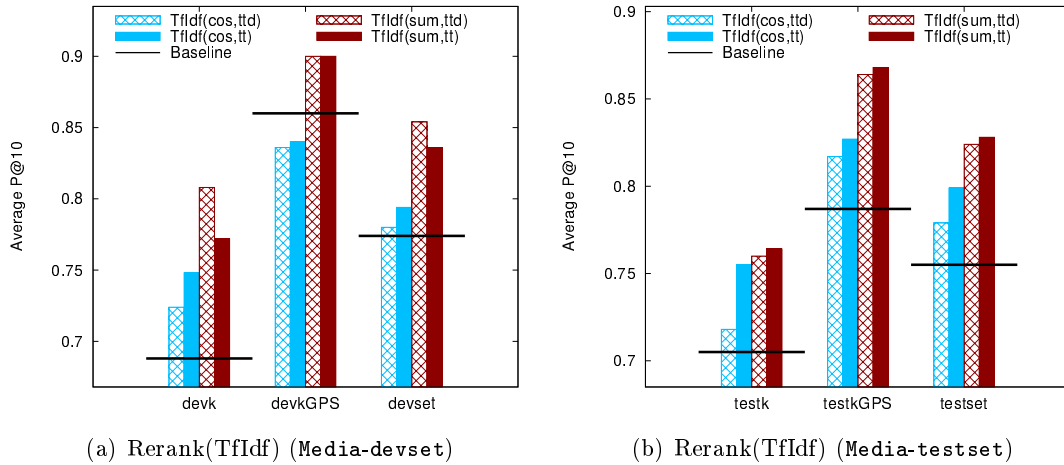 TfIdf(cos,ttd) TfIdf(sum,ttd)
TfIdf(cos,tt) TfIdf(sum,tt)
Baseline
0.9
0.85
0.8
0.75
0.7
Average P@10
devk devkGPS devset
(a) Rerank(TfIdf) (Media-devset)
0.9
TfIdf(cos,ttd) TfIdf(sum,ttd)
TfIdf(cos,tt) TfIdf(sum,tt)
Baseline
0.85
0.8
0.75
0.7
Average P@10
testk testkGPS testset
(b) Rerank(TfIdf) (Media-testset)